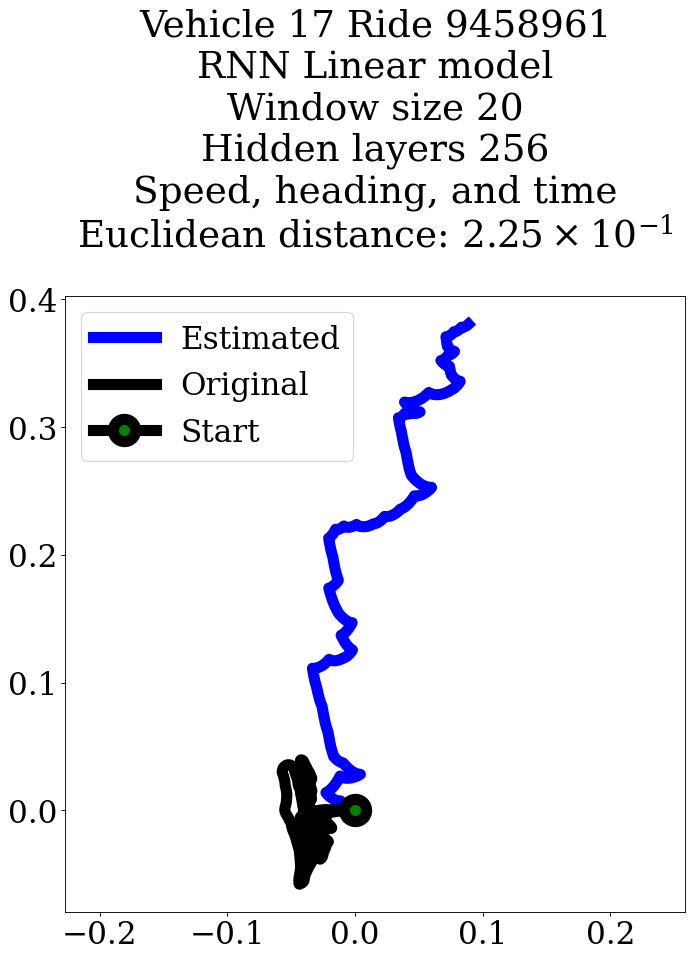 Vehicle 17 Ride 9458961
RNN Linear model
Window size 20
Hidden layers 256
Speed, heading, and time
Euclidean distance: 2.25 × 10⁻¹
0.4
Estimated
Original
Start
0.3
0.2
0.1
0.0
−0.2 −0.1 0.0 0.1 0.2